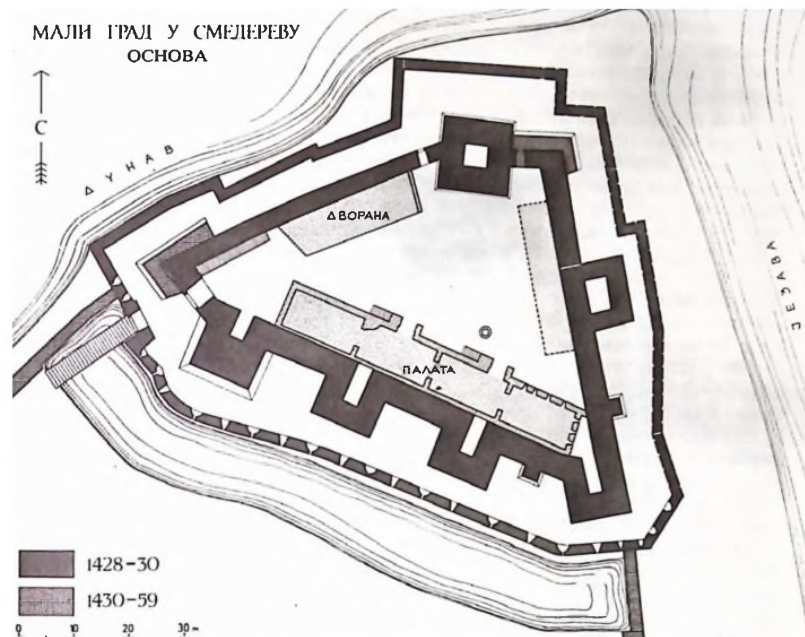 МАЛИ ГРАД У СМЕДЕРЕВУ
ОСНОВА
С
ДУНАВ
ДВОРАНА
ЈЕЗАВА
ПАЛАТА
1428-30
1430-59
0 10 20 30 m